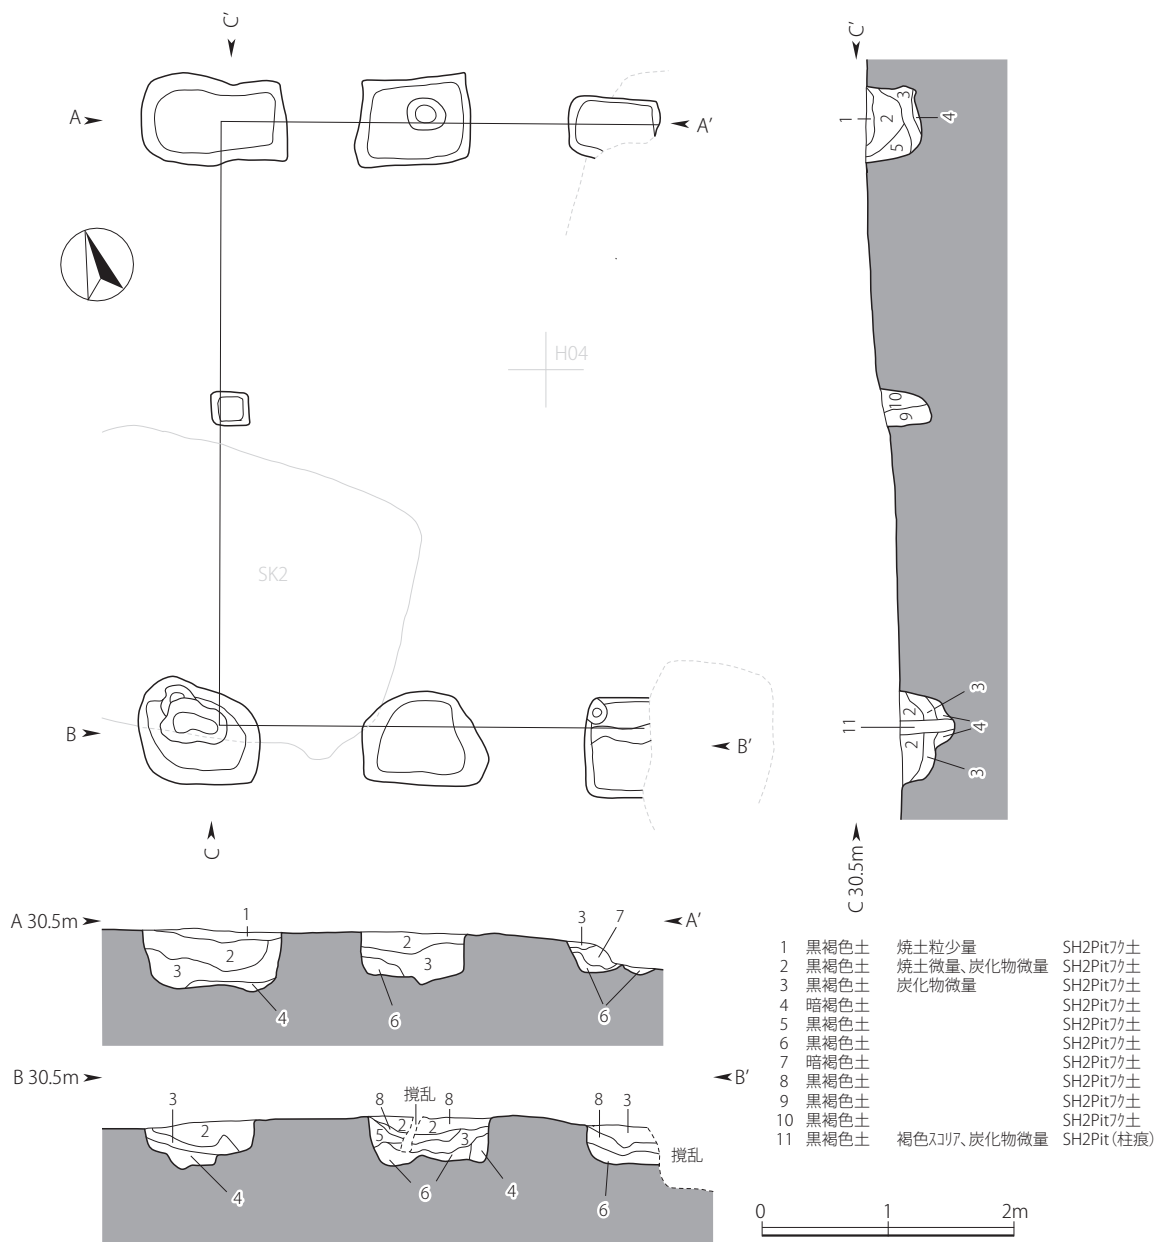 C'
C'
A
A'
1
2
3
4
5
H04
10
9
SK2
B
B'
C
11
2
3
4
2
3
C 30.5m
A 30.5m
A'
1
2
3
4
2
3
6
3
7
6
B 30.5m
B'
3
2
4
撹乱
8
8
2
2
5
3
6
4
8
3
6
撹乱
1 黒褐色土 焼土粒少量 SH2Pitﾌｸ土
2 黒褐色土 焼土微量、炭化物微量 SH2Pitﾌｸ土
3 黒褐色土 炭化物微量 SH2Pitﾌｸ土
4 暗褐色土 SH2Pitﾌｸ土
5 黒褐色土 SH2Pitﾌｸ土
6 黒褐色土 SH2Pitﾌｸ土
7 暗褐色土 SH2Pitﾌｸ土
8 黒褐色土 SH2Pitﾌｸ土
9 黒褐色土 SH2Pitﾌｸ土
10 黒褐色土 SH2Pitﾌｸ土
11 黒褐色土 褐色ｽｺﾘｱ、炭化物微量 SH2Pit（柱痕）
0 1 2m